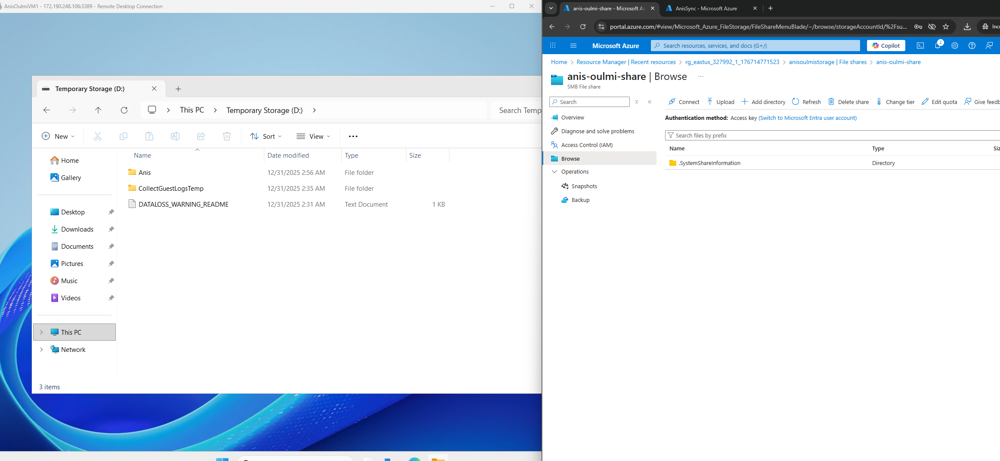 AnisOulmiVM1 - 172.190.248.106:3389 - Remote Desktop Connection
Temporary Storage (D:)
This PC
Temporary Storage (D:)
Search Temp
New
Sort
View
Name
Date modified
Type
Size
Home
Gallery
Desktop
Downloads
Documents
Pictures
Music
Videos
This PC
Network
Anis
12/31/2025 2:56 AM
File folder
CollectGuestLogsTemp
12/31/2025 2:35 AM
File folder
DATALOSS_WARNING_README
12/31/2025 2:31 AM
Text Document
1 KB
3 items
anis-oulmi-share - Microsoft Az
AnisSync - Microsoft Azure
portal.azure.com/#view/Microsoft_Azure_FileStorage/FileShareMenuBlade/~/browse/storageAccountId/%2Fsu...
Inc
Microsoft Azure
Search resources, services, and docs (G+/)
Copilot
2
Home > Resource Manager | Recent resources > rg_eastus_327992_1_176714771523 > anisoulmistorage | File shares > anis-oulmi-share
anis-oulmi-share | Browse
SMB File share
Search
Connect
Upload
Add directory
Refresh
Delete share
Change tier
Edit quota
Give feedb
Overview
Diagnose and solve problems
Access Control (IAM)
Browse
Operations
Snapshots
Backup
Authentication method: Access key (Switch to Microsoft Entra user account)
Search files by prefix
Name
Type
Siz
.SystemShareInformation
Directory